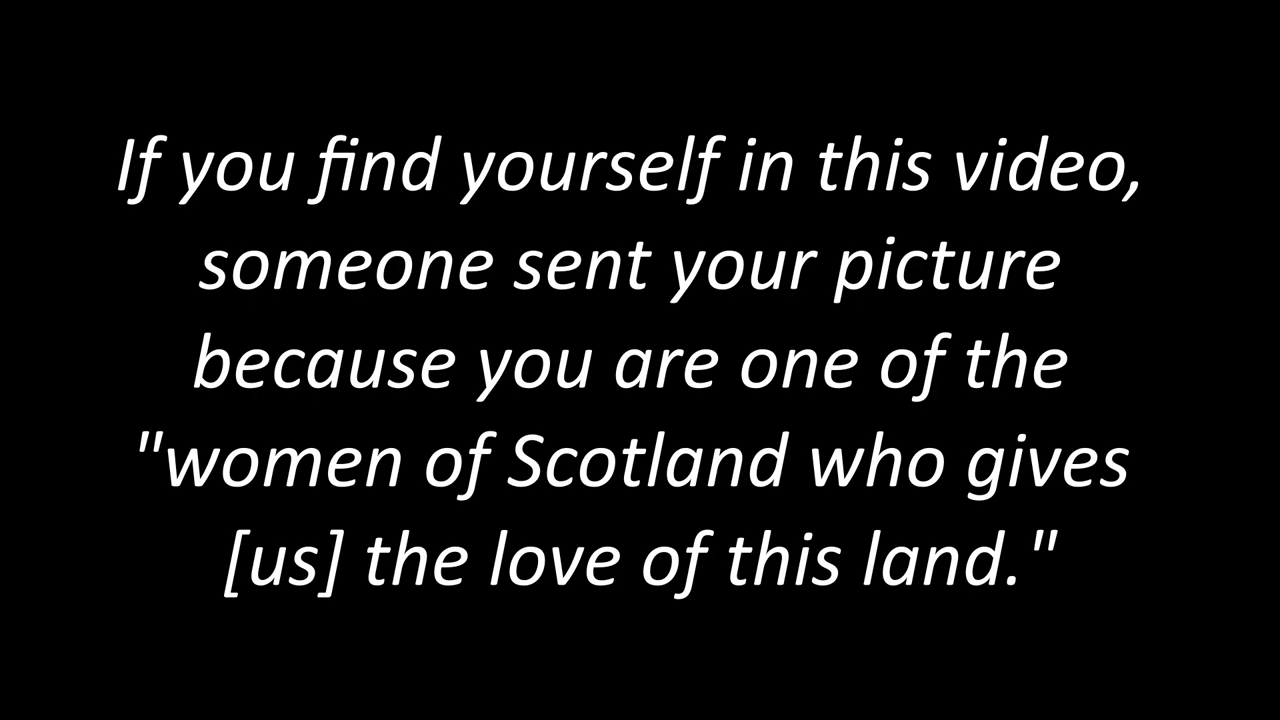 If you find yourself in this video,
someone sent your picture
because you are one of the
"women of Scotland who gives
[us] the love of this land."